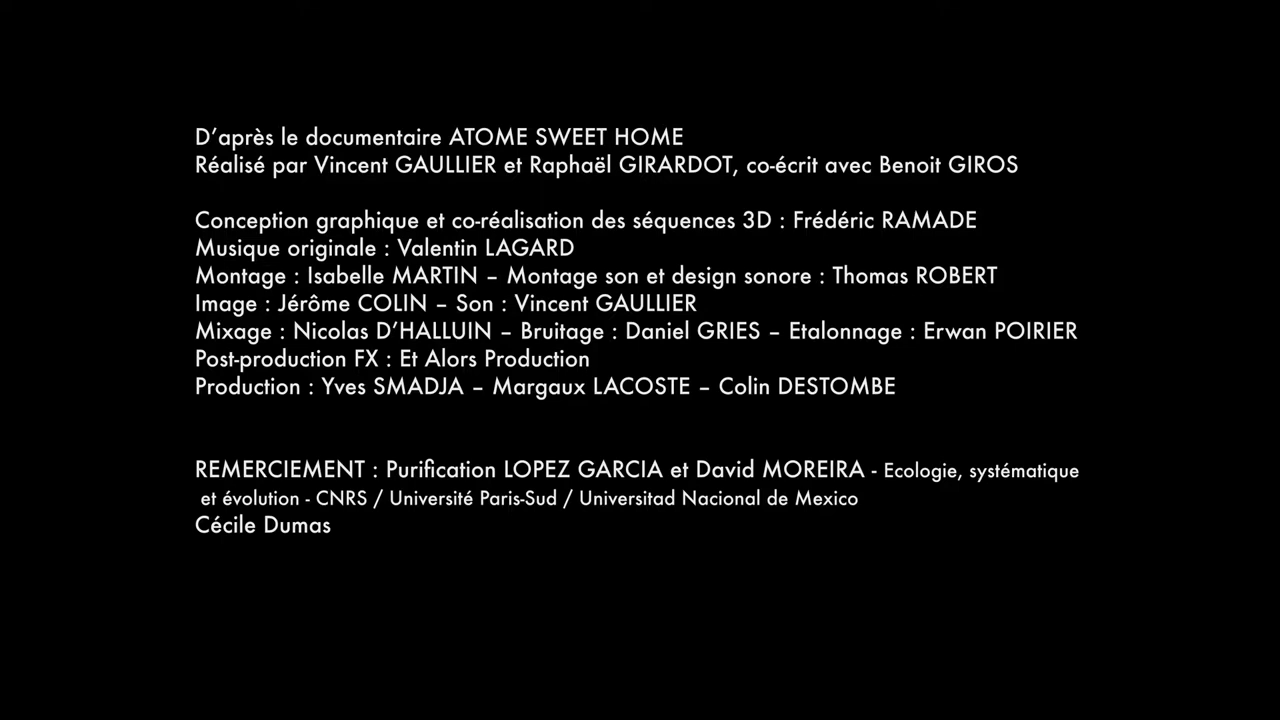 D’après le documentaire ATOME SWEET HOME
Réalisé par Vincent GAULLIER et Raphaël GIRARDOT, co-écrit avec Benoit GIROS
Conception graphique et co-réalisation des séquences 3D : Frédéric RAMADE
Musique originale : Valentin LAGARD
Montage : Isabelle MARTIN – Montage son et design sonore : Thomas ROBERT
Image : Jérôme COLIN – Son : Vincent GAULLIER
Mixage : Nicolas D’HALLUIN – Bruitage : Daniel GRIES – Etalonnage : Erwan POIRIER
Post-production FX : Et Alors Production
Production : Yves SMADJA – Margaux LACOSTE – Colin DESTOMBE
REMERCIEMENT : Purification LOPEZ GARCIA et David MOREIRA - Ecologie, systématique
et évolution - CNRS / Université Paris-Sud / Universitad Nacional de Mexico
Cécile Dumas